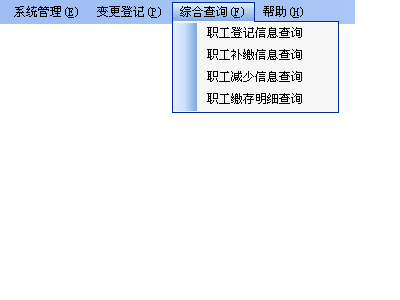 系统管理(E) 变更登记(P) 综合查询(F) 帮助(H)
职工登记信息查询
职工补缴信息查询
职工减少信息查询
职工缴存明细查询